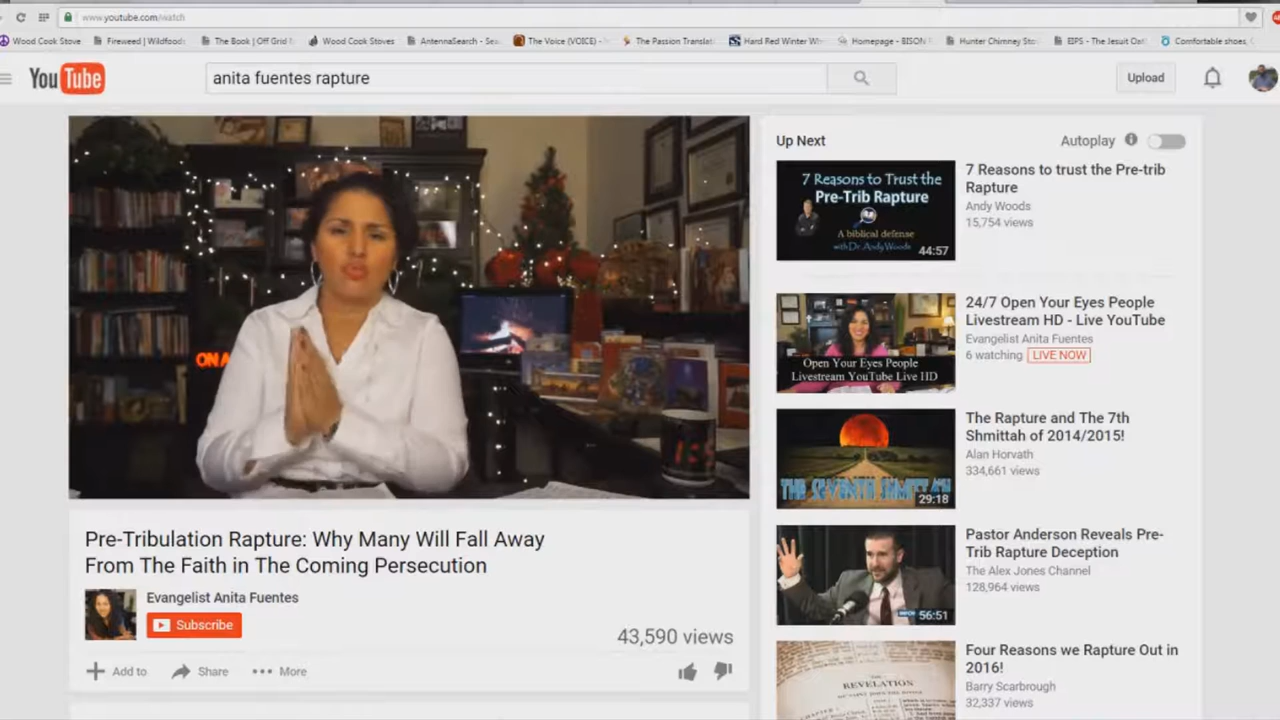 www.youtube.com/watch
Wood Cook Stove
Fireweed | Wildfoods
The Book | Off Grid
Wood Cook Stoves
AntennaSearch - Sea
The Voice (VOICE) -
The Passion Translat
Hard Red Winter W
Homepage - BISON
Hunter Chimney Sto
EIPS - The Jesuit Oat
Comfortable shoes,
YouTube
anita fuentes rapture
Upload
ON A
Pre-Tribulation Rapture: Why Many Will Fall Away
From The Faith in The Coming Persecution
Evangelist Anita Fuentes
Subscribe
43,590 views
Add to
Share
More
Up Next
Autoplay
7 Reasons to Trust the
Pre-Trib Rapture
A biblical defense
with Dr. Andy Woods
44:57
7 Reasons to trust the Pre-trib
Rapture
Andy Woods
15,754 views
Open Your Eyes People
Livestream YouTube Live HD
24/7 Open Your Eyes People
Livestream HD - Live YouTube
Evangelist Anita Fuentes
6 watching
LIVE NOW
THE SEVENTH SHMITTAH
29:18
The Rapture and The 7th
Shmittah of 2014/2015!
Alan Horvath
334,661 views
56:51
Pastor Anderson Reveals Pre-
Trib Rapture Deception
The Alex Jones Channel
128,964 views
THE
REVELATION
Four Reasons we Rapture Out in
2016!
Barry Scarbrough
32,337 views